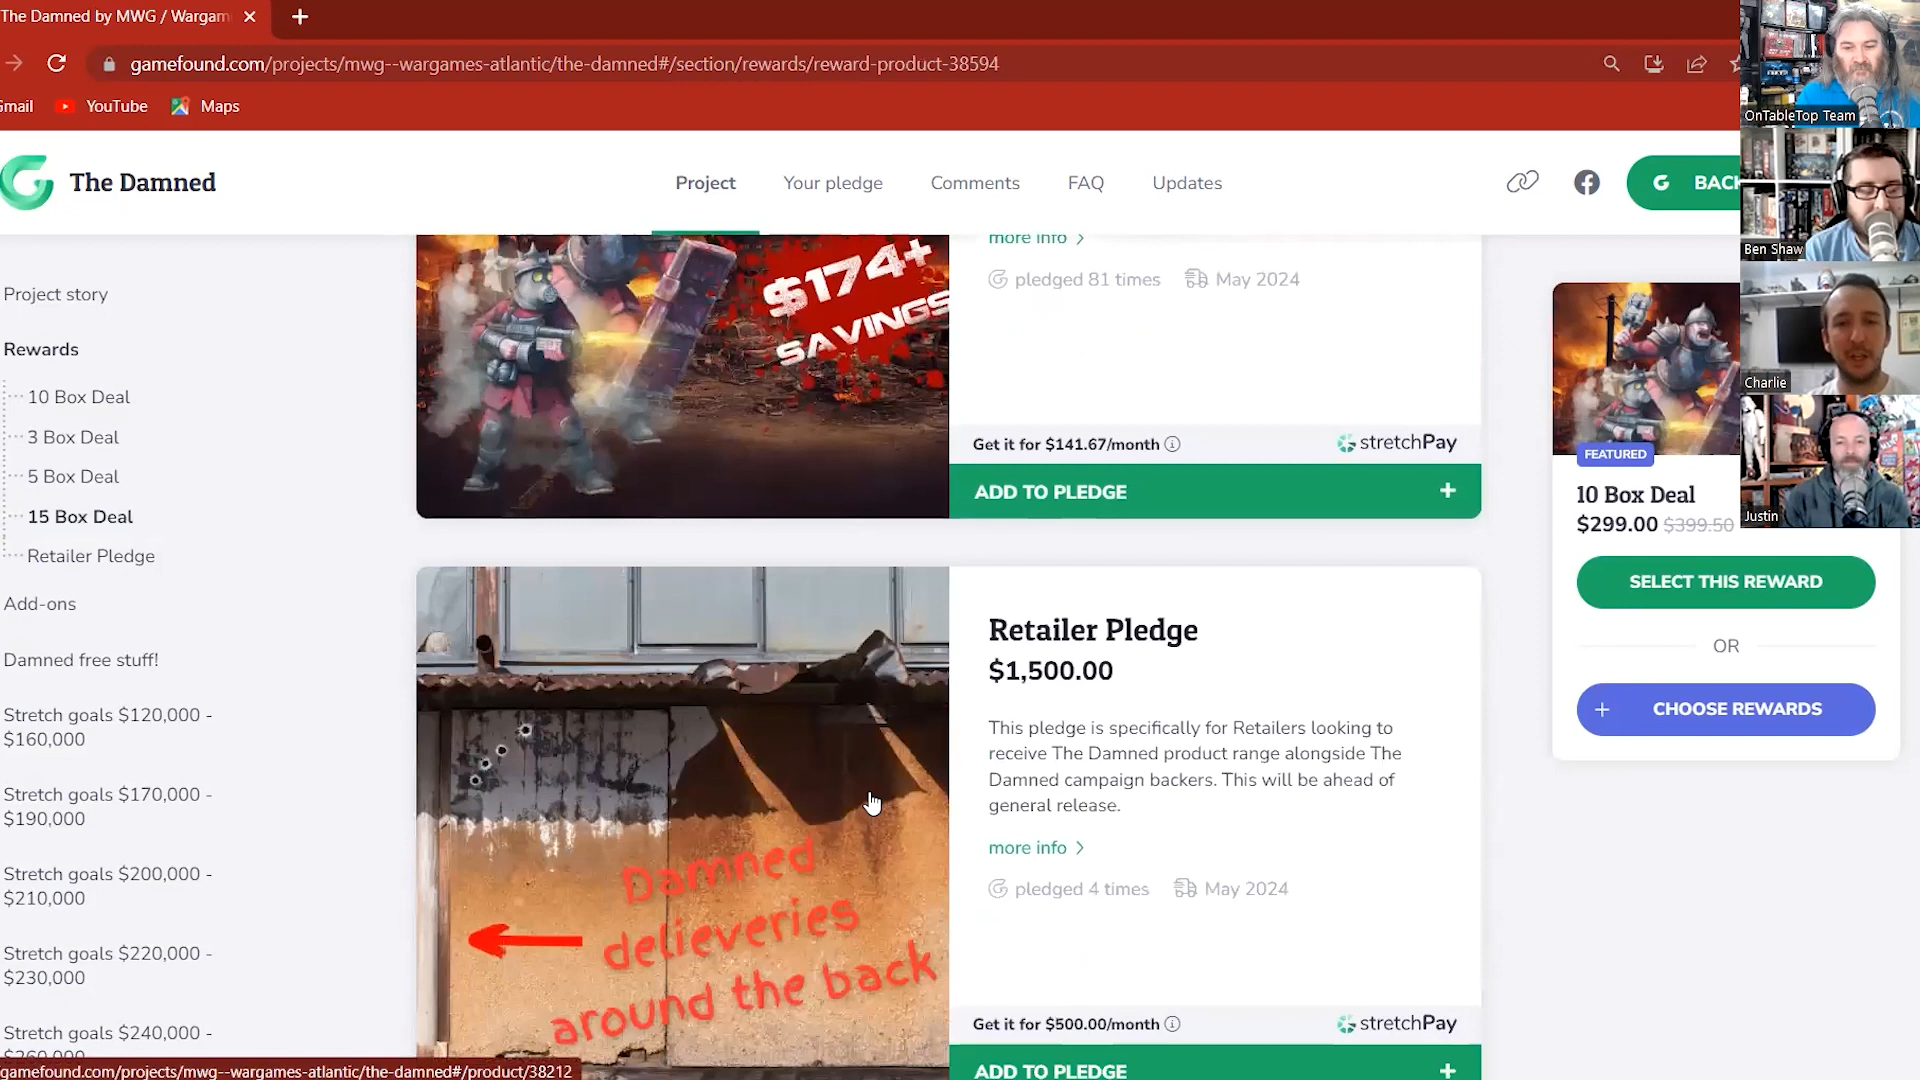 The Damned by MWG / Wargam
gamefound.com/projects/mwg--wargames-atlantic/the-damned#/section/rewards/reward-product-38594
Gmail
YouTube
Maps
The Damned
Project
Your pledge
Comments
FAQ
Updates
BACK
OnTableTop Team
Ben Shaw
Charlie
Justin
Project story
Rewards
10 Box Deal
3 Box Deal
5 Box Deal
15 Box Deal
Retailer Pledge
Add-ons
Damned free stuff!
Stretch goals $120,000 -
$160,000
Stretch goals $170,000 -
$190,000
Stretch goals $200,000 -
$210,000
Stretch goals $220,000 -
$230,000
Stretch goals $240,000 -
$260,000
$174+
SAVINGS
more info >
pledged 81 times
May 2024
Get it for $141.67/month
stretchPay
ADD TO PLEDGE +
Damned
delieveries
around the back
Retailer Pledge
$1,500.00
This pledge is specifically for Retailers looking to
receive The Damned product range alongside The
Damned campaign backers. This will be ahead of
general release.
more info >
pledged 4 times
May 2024
Get it for $500.00/month
stretchPay
ADD TO PLEDGE +
FEATURED
10 Box Deal
$299.00 $399.50
SELECT THIS REWARD
OR
+ CHOOSE REWARDS
gamefound.com/projects/mwg--wargames-atlantic/the-damned#/product/38212